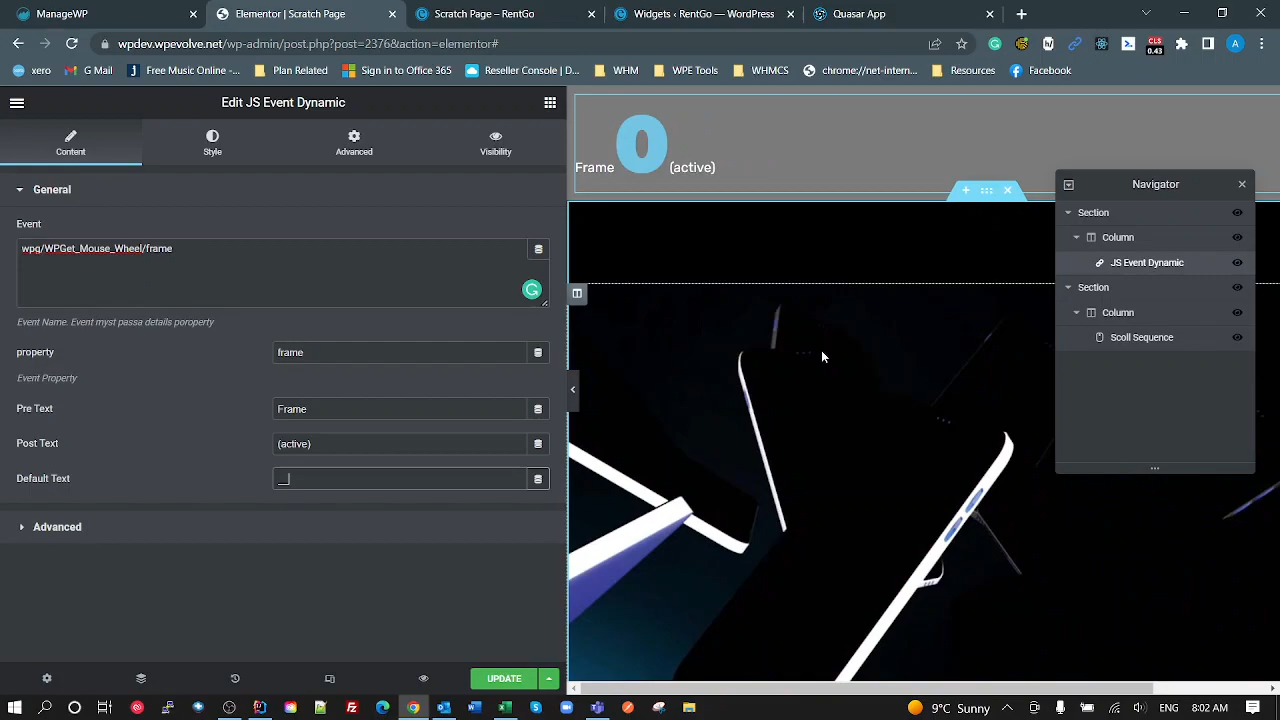 ManageWP
Elementor | Scratch Page
Scratch Page – RentGo
Widgets ‹ RentGo — WordPress
Quasar App
wpdev.wpevolve.net/wp-admin/post.php?post=2376&action=elementor#
CLS
0.43
A
xero
G Mail
Free Music Online -...
Plan Related
Sign in to Office 365
Reseller Console | D...
WHM
WPF Tools
WHMCS
chrome://net-intern...
Resources
Facebook
Edit JS Event Dynamic
Content
Style
Advanced
Visibility
General
Event
wpg/WPGet_Mouse_Wheel/frame
Event Name. Event myst passa details poroperty
property
frame
Event Property
Pre Text
Frame
Post Text
(active)
Default Text
__
Advanced
UPDATE
Frame 0 (active)
Navigator
Section
Column
JS Event Dynamic
Section
Column
Scoll Sequence
9°C Sunny
ENG
8:02 AM